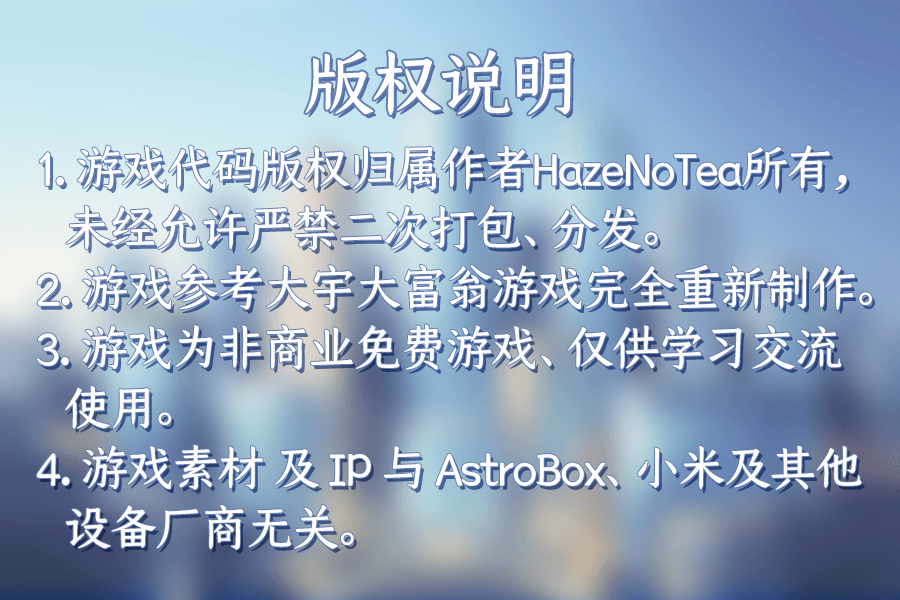 版权说明
1. 游戏代码版权归属作者HazeNoTea所有,
未经允许严禁二次打包、分发。
2. 游戏参考大宇大富翁游戏完全重新制作。
3. 游戏为非商业免费游戏、仅供学习交流
使用。
4. 游戏素材 及 IP 与 AstroBox、小米及其他
设备厂商无关。